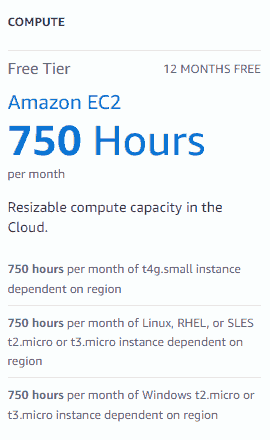 COMPUTE
Free Tier 12 MONTHS FREE
Amazon EC2
750 Hours
per month
Resizable compute capacity in the
Cloud.
750 hours per month of t4g.small instance
dependent on region
750 hours per month of Linux, RHEL, or SLES
t2.micro or t3.micro instance dependent on
region
750 hours per month of Windows t2.micro or
t3.micro instance dependent on region